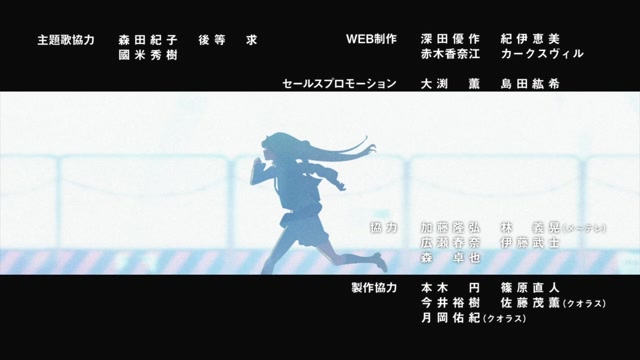 主題歌協力 森田紀子 後等 求
國米秀樹
WEB制作 深田優作 紀伊恵美
赤木香奈江 カークスヴィル
セールスプロモーション 大渕 薫 島田紘希
協力 加藤隆弘 林 義晃(メ~テレ)
広瀬春奈 伊藤武士
森 卓也
製作協力 本木 円 篠原直人
今井裕樹 佐藤茂薫(クオラス)
月岡佑紀(クオラス)